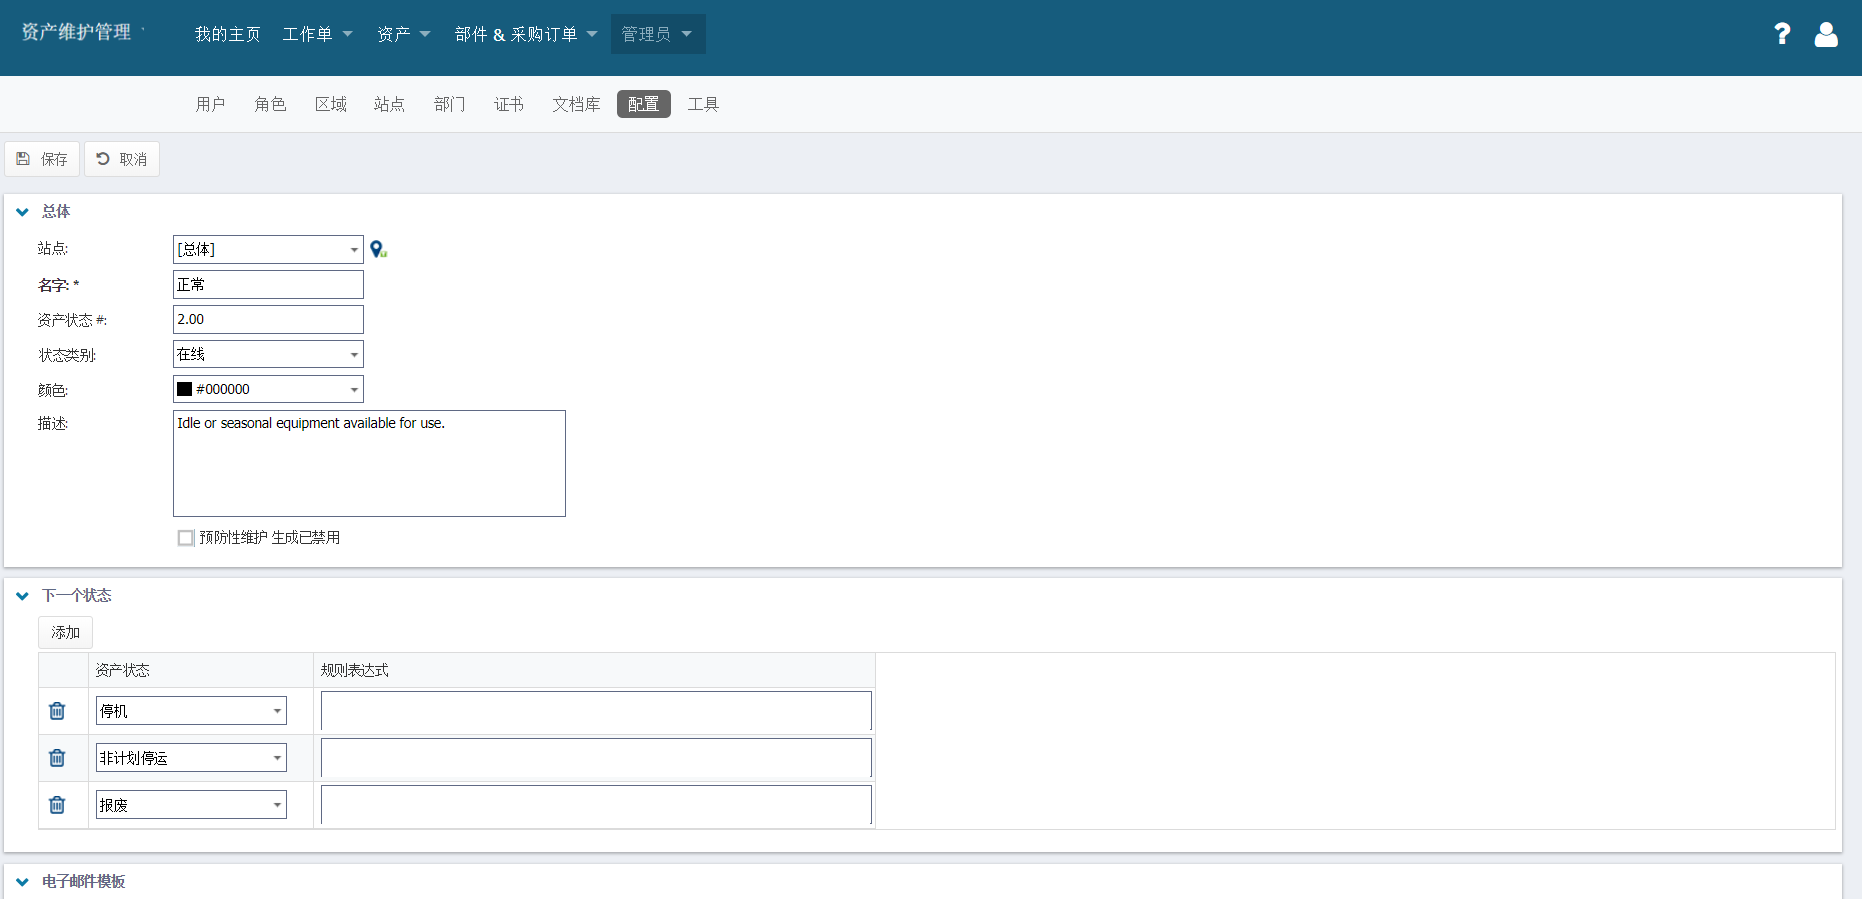 资产维护管理
我的主页 工作单 资产 部件 & 采购订单 管理员
?
用户 角色 区域 站点 部门 证书 文档库 配置 工具
保存 取消
总体
站点: [总体]
名字: * 正常
资产状态 #: 2.00
状态类别: 在线
颜色: #000000
描述: Idle or seasonal equipment available for use.
预防性维护 生成已禁用
下一个状态
添加
资产状态 规则表达式
停机
非计划停运
报废
电子邮件模板